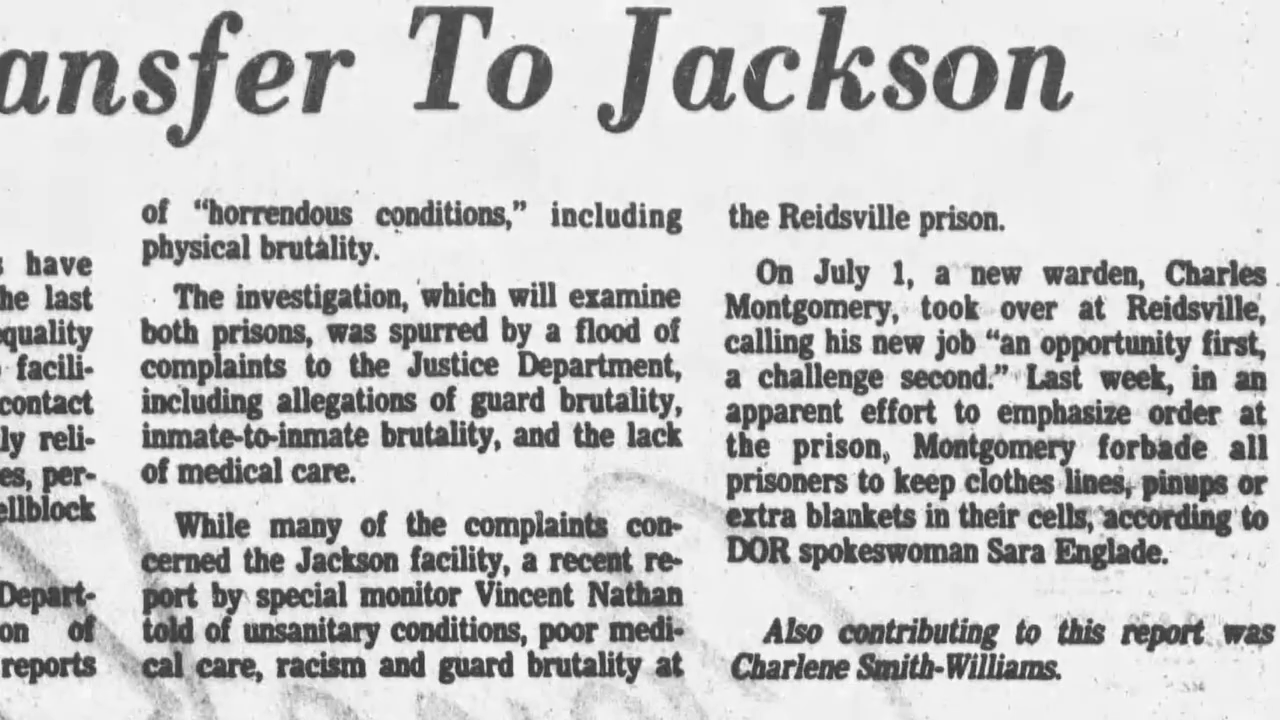 ansfer To Jackson
have
he last
equality
facili-
contact
ly reli-
es, per-
ellblock
Depart-
on of
reports
of "horrendous conditions," including
physical brutality.
The investigation, which will examine
both prisons, was spurred by a flood of
complaints to the Justice Department,
including allegations of guard brutality,
inmate-to-inmate brutality, and the lack
of medical care.
While many of the complaints con-
cerned the Jackson facility, a recent re-
port by special monitor Vincent Nathan
told of unsanitary conditions, poor medi-
cal care, racism and guard brutality at
the Reidsville prison.
On July 1, a new warden, Charles
Montgomery, took over at Reidsville,
calling his new job "an opportunity first,
a challenge second." Last week, in an
apparent effort to emphasize order at
the prison, Montgomery forbade all
prisoners to keep clothes lines, pinups or
extra blankets in their cells, according to
DOR spokeswoman Sara Englade.
Also contributing to this report was
Charlene Smith-Williams.